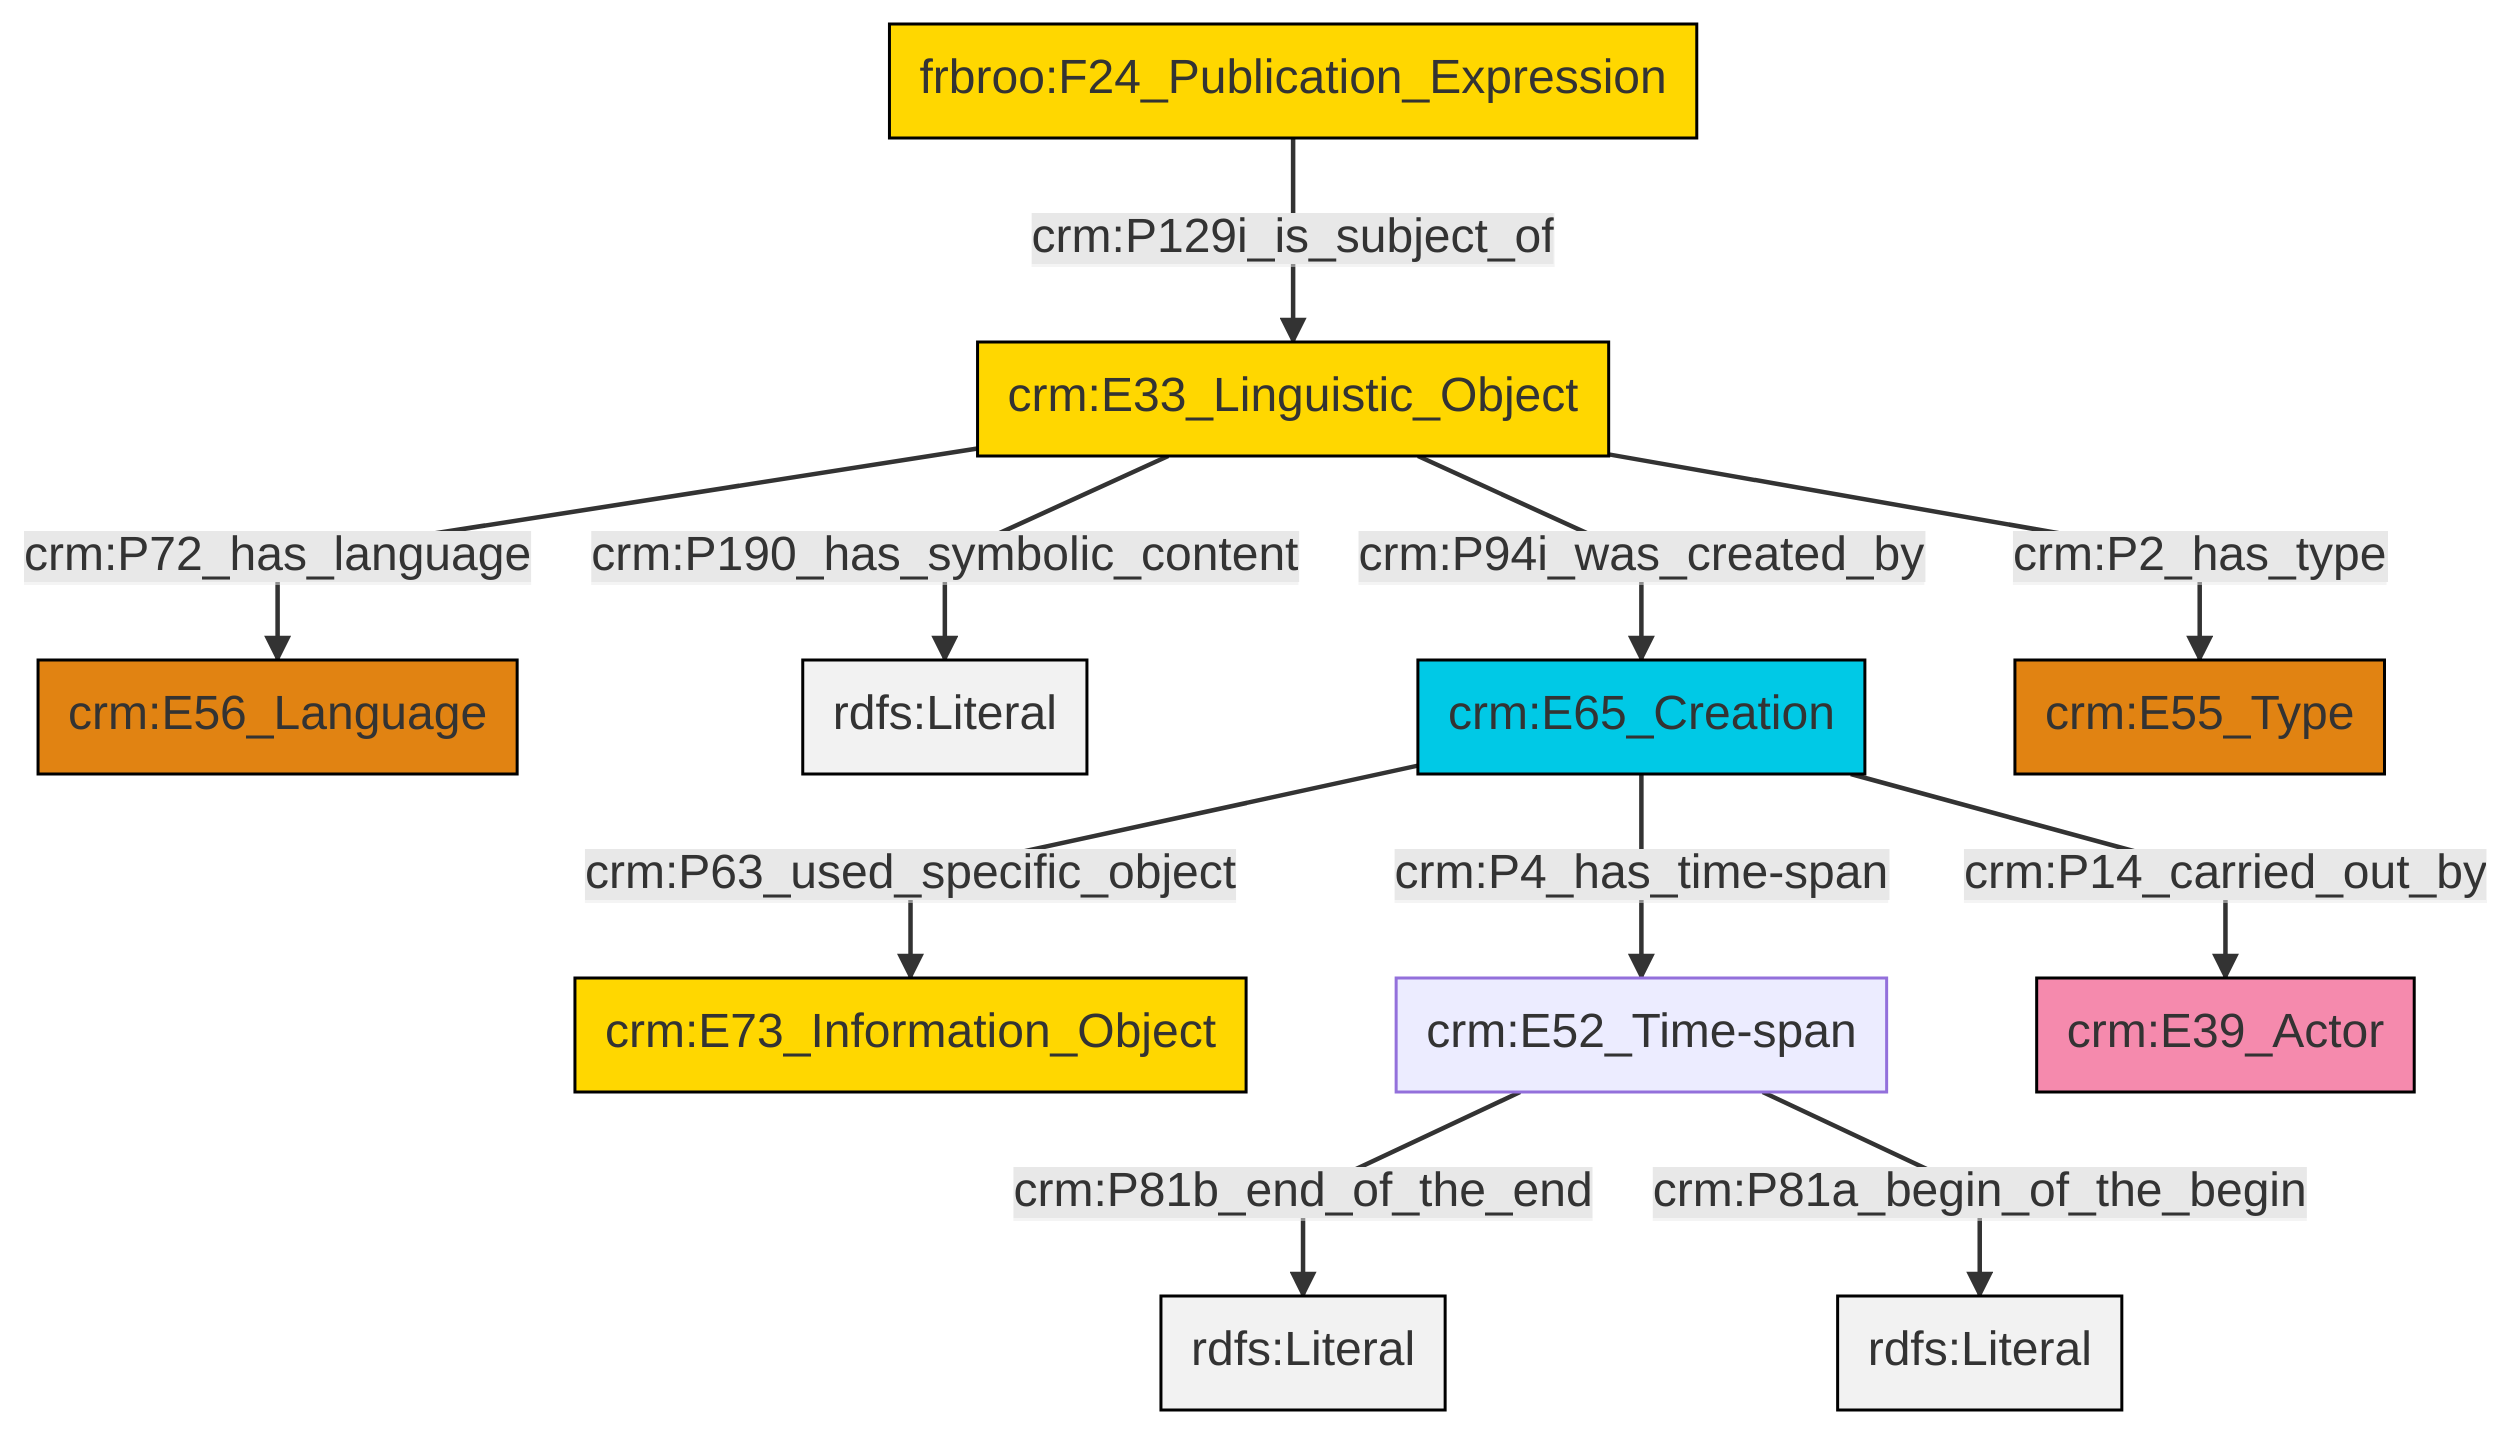 frbroo:F24_Publication_Expression
crm:P129i_is_subject_of
crm:E33_Linguistic_Object
crm:P72_has_language
crm:P190_has_symbolic_content
crm:P94i_was_created_by
crm:P2_has_type
crm:E56_Language
rdfs:Literal
crm:E65_Creation
crm:E55_Type
crm:P63_used_specific_object
crm:P4_has_time-span
crm:P14_carried_out_by
crm:E73_Information_Object
crm:E52_Time-span
crm:E39_Actor
crm:P81b_end_of_the_end
crm:P81a_begin_of_the_begin
rdfs:Literal
rdfs:Literal